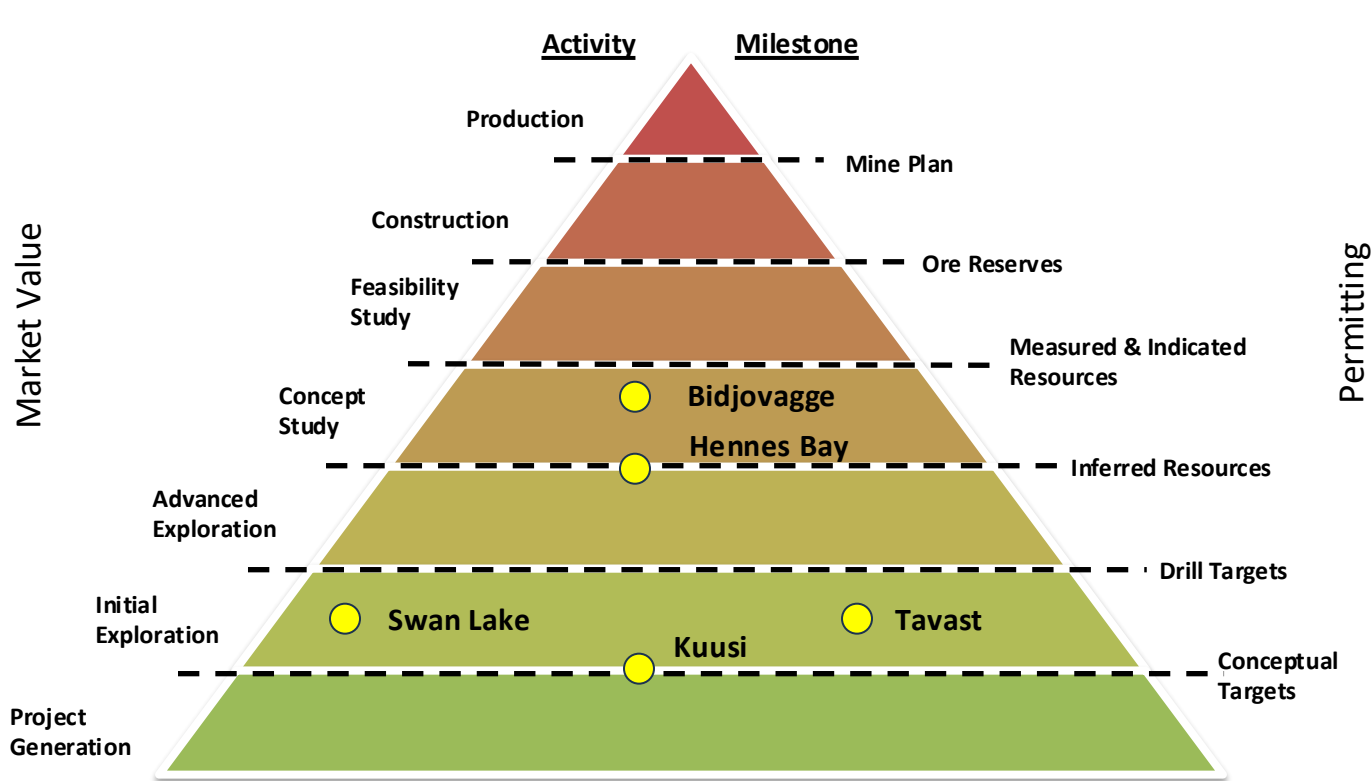 Activity
Milestone
Production
Mine Plan
Construction
Ore Reserves
Feasibility
Study
Measured & Indicated
Resources
Concept
Study
Bidjovagge
Hennes Bay
Inferred Resources
Advanced
Exploration
Drill Targets
Initial
Exploration
Swan Lake
Tavast
Kuusi
Conceptual
Targets
Project
Generation
Market Value
Permitting